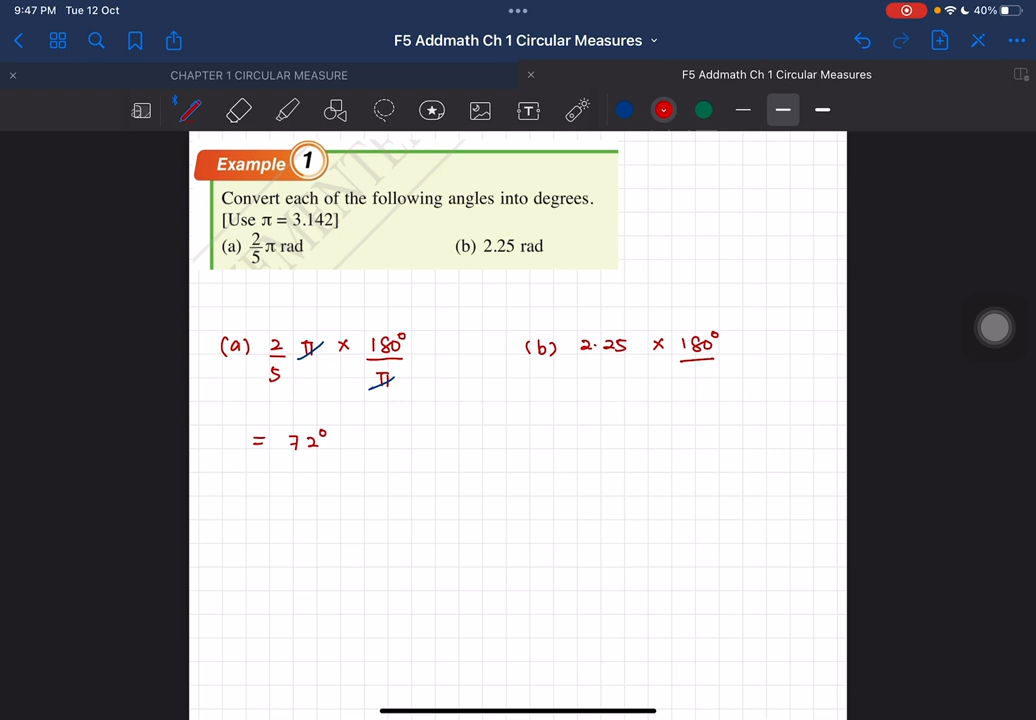 9:47 PM Tue 12 Oct 40%
F5 Addmath Ch 1 Circular Measures
CHAPTER 1 CIRCULAR MEASURE F5 Addmath Ch 1 Circular Measures
Example 1
Convert each of the following angles into degrees.
[Use π = 3.142]
(a) 2/5 π rad (b) 2.25 rad
(a) 2/5 π × 180°/π (b) 2.25 × 180°
= 72°